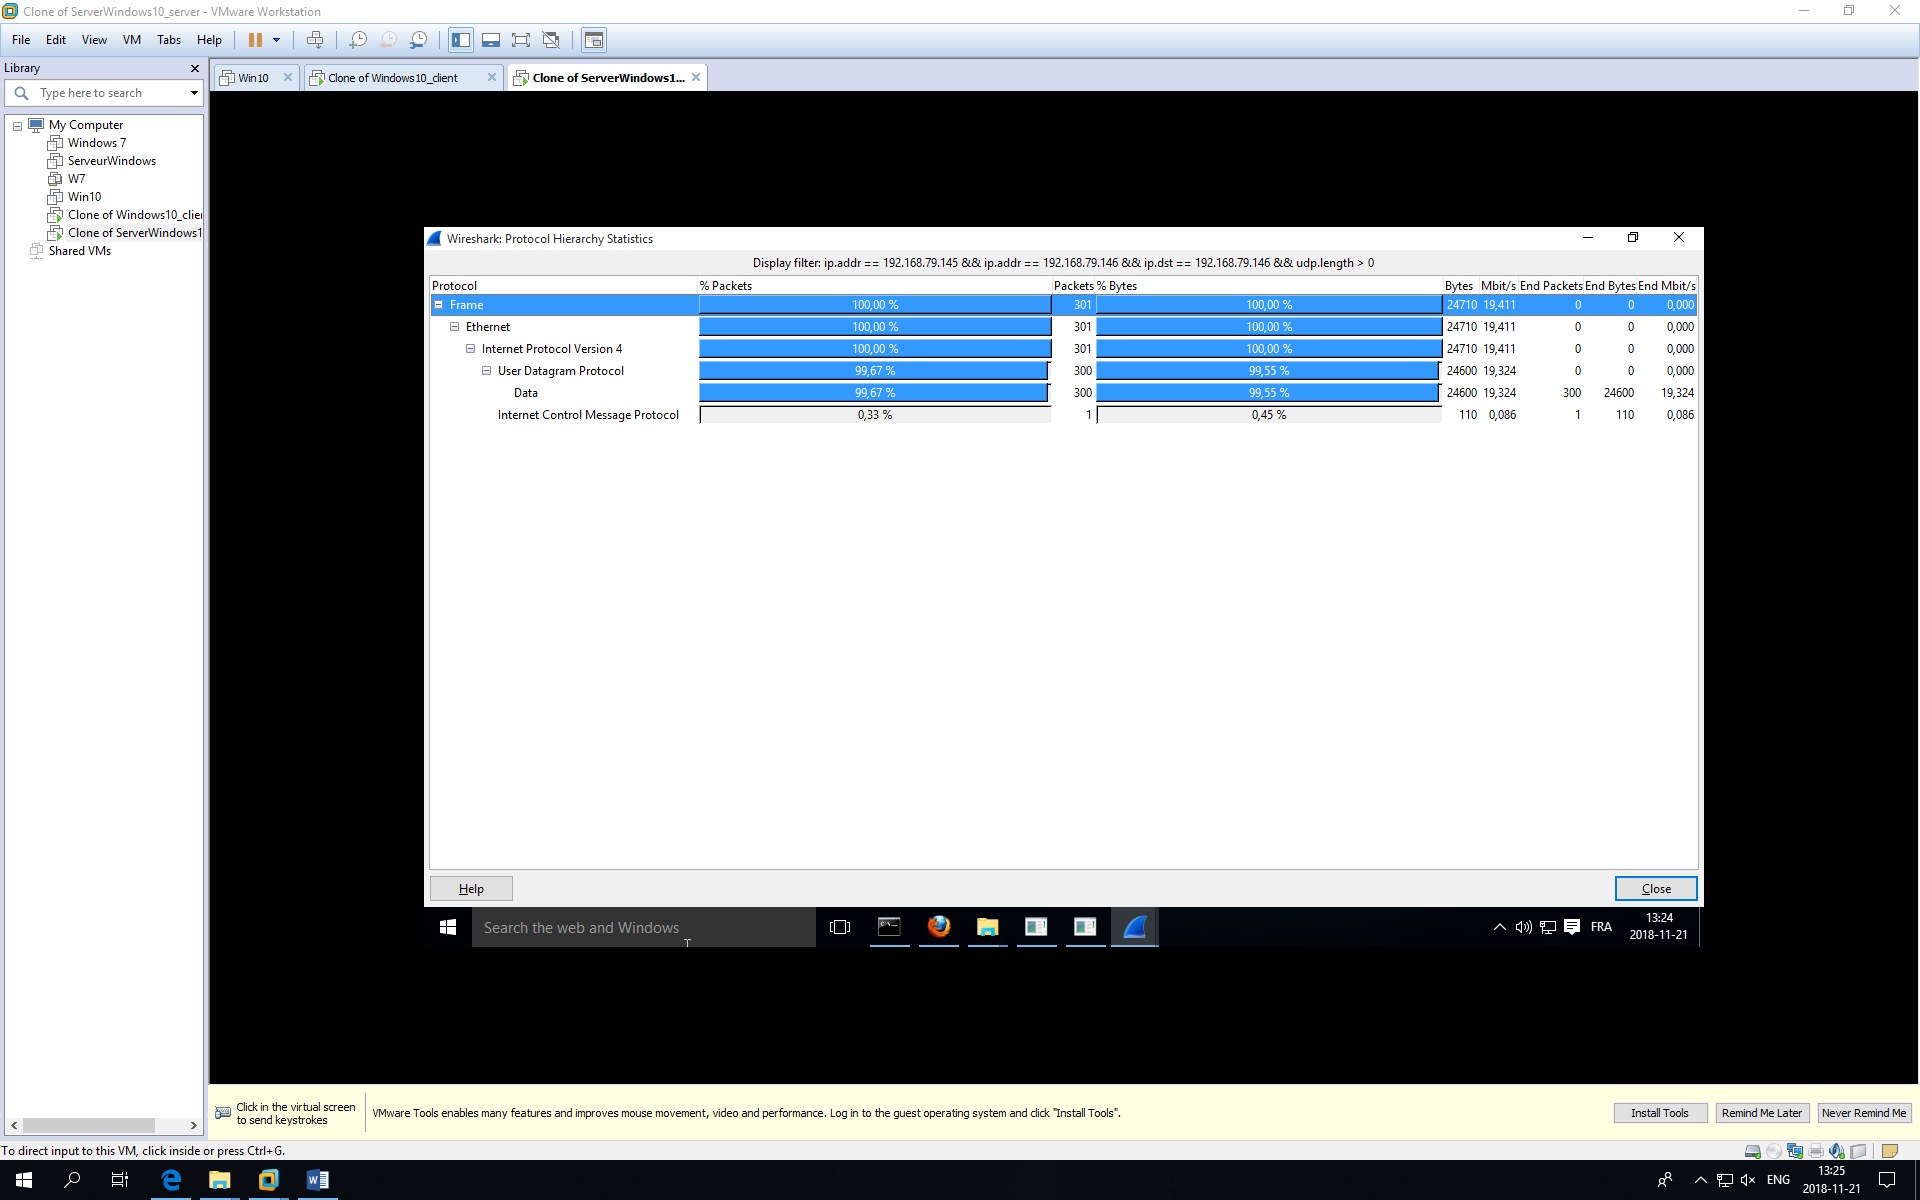 Clone of ServerWindows10_server - VMware Workstation
File Edit View VM Tabs Help
Library
Type here to search
My Computer
Windows 7
ServeurWindows
W7
Win10
Clone of Windows10_clie
Clone of ServerWindows1
Shared VMs
Win10
Clone of Windows10_client
Clone of ServerWindows1...
Wireshark: Protocol Hierarchy Statistics
Display filter: ip.addr == 192.168.79.145 && ip.addr == 192.168.79.146 && ip.dst == 192.168.79.146 && udp.length > 0
Protocol % Packets Packets % Bytes Bytes Mbit/s End Packets End Bytes End Mbit/s
Frame 100,00 % 301 100,00 % 24710 19,411 0 0 0,000
Ethernet 100,00 % 301 100,00 % 24710 19,411 0 0 0,000
Internet Protocol Version 4 100,00 % 301 100,00 % 24710 19,411 0 0 0,000
User Datagram Protocol 99,67 % 300 99,55 % 24600 19,324 0 0 0,000
Data 99,67 % 300 99,55 % 24600 19,324 300 24600 19,324
Internet Control Message Protocol 0,33 % 1 0,45 % 110 0,086 1 110 0,086
Help
Close
Search the web and Windows
FRA
13:24
2018-11-21
Click in the virtual screen
to send keystrokes
VMware Tools enables many features and improves mouse movement, video and performance. Log in to the guest operating system and click "Install Tools".
Install Tools
Remind Me Later
Never Remind Me
To direct input to this VM, click inside or press Ctrl+G.
ENG
13:25
2018-11-21